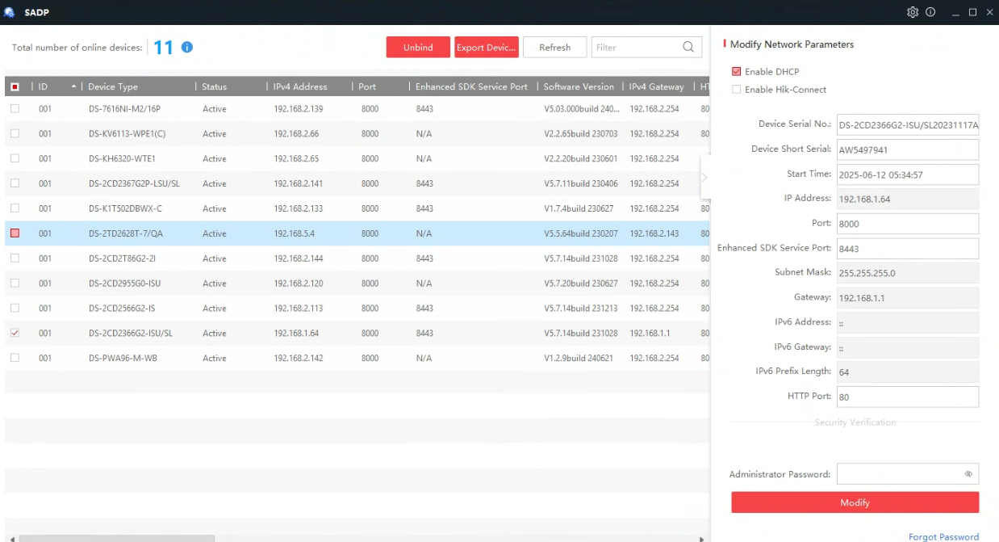 SADP
Total number of online devices: 11
Unbind
Export Devic...
Refresh
Filter
ID Device Type Status IPv4 Address Port Enhanced SDK Service Port Software Version IPv4 Gateway HT
001 DS-7616NI-M2/16P Active 192.168.2.139 8000 8443 V5.03.000build 240... 192.168.2.254 80
001 DS-KV6113-WPE1(C) Active 192.168.2.66 8000 N/A V2.2.65build 230703 192.168.2.254 80
001 DS-KH6320-WTE1 Active 192.168.2.65 8000 N/A V2.2.20build 230601 192.168.2.254 80
001 DS-2CD2367G2P-LSU/SL Active 192.168.2.141 8000 8443 V5.7.11build 230406 192.168.2.254
001 DS-K1T502DBWX-C Active 192.168.2.133 8000 8443 V1.7.4build 230627 192.168.2.254 80
001 DS-2TD2628T-7/QA Active 192.168.5.4 8000 N/A V5.5.64build 230207 192.168.2.143 80
001 DS-2CD2T86G2-2I Active 192.168.2.144 8000 8443 V5.7.14build 231028 192.168.2.254 80
001 DS-2CD2955G0-ISU Active 192.168.2.120 8000 N/A V5.7.20build 230627 192.168.2.254 80
001 DS-2CD2566G2-IS Active 192.168.2.113 8000 8443 V5.7.14build 231213 192.168.2.254 80
001 DS-2CD2366G2-ISU/SL Active 192.168.1.64 8000 8443 V5.7.14build 231028 192.168.1.1 80
001 DS-PWA96-M-WB Active 192.168.2.142 8000 N/A V1.2.9build 240621 192.168.2.254 80
Modify Network Parameters
Enable DHCP
Enable Hik-Connect
Device Serial No.: DS-2CD2366G2-ISU/SL20231117A
Device Short Serial: AW5497941
Start Time: 2025-06-12 05:34:57
IP Address: 192.168.1.64
Port: 8000
Enhanced SDK Service Port: 8443
Subnet Mask: 255.255.255.0
Gateway: 192.168.1.1
IPv6 Address: ::
IPv6 Gateway: ::
IPv6 Prefix Length: 64
HTTP Port: 80
Security Verification
Administrator Password:
Modify
Forgot Password